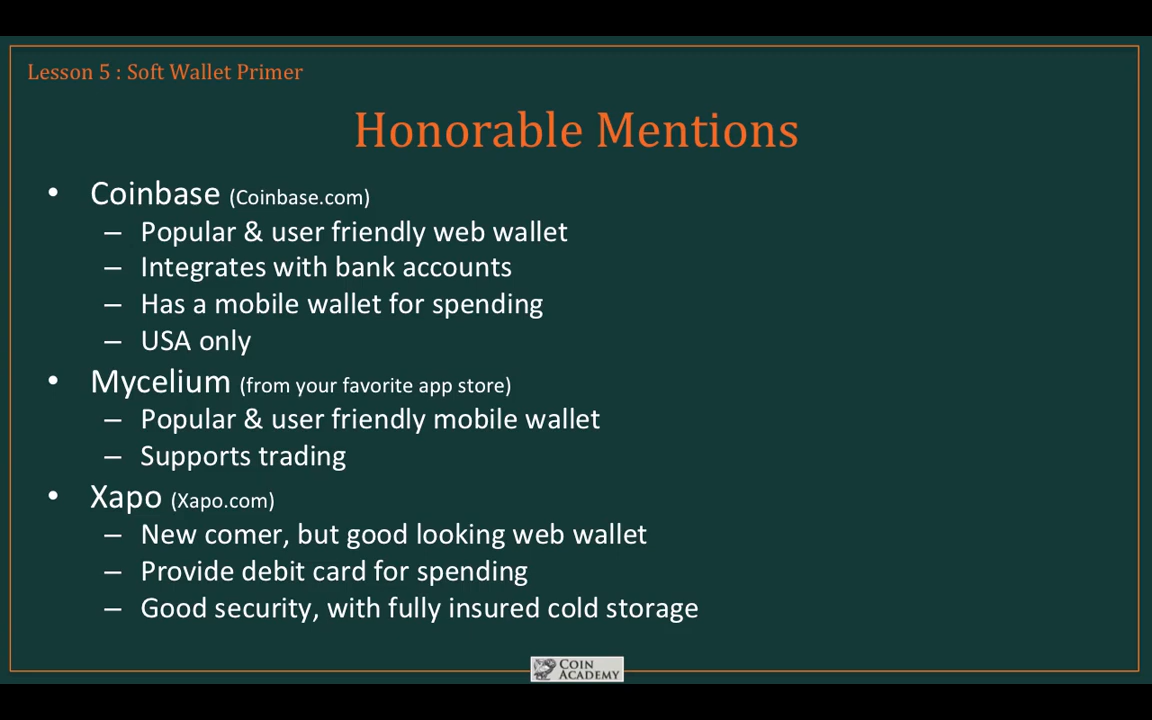 Lesson 5 : Soft Wallet Primer
Honorable Mentions
• Coinbase (Coinbase.com)
– Popular & user friendly web wallet
– Integrates with bank accounts
– Has a mobile wallet for spending
– USA only
• Mycelium (from your favorite app store)
– Popular & user friendly mobile wallet
– Supports trading
• Xapo (Xapo.com)
– New comer, but good looking web wallet
– Provide debit card for spending
– Good security, with fully insured cold storage
COIN
ACADEMY